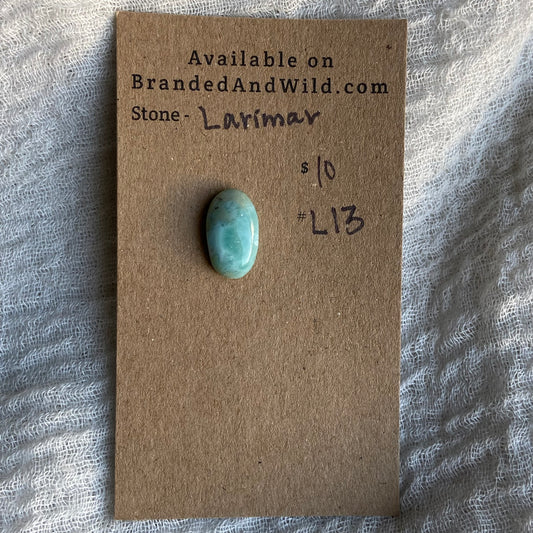 Available on
BrandedAndWild.com
Stone - Larimar
$10
#L13